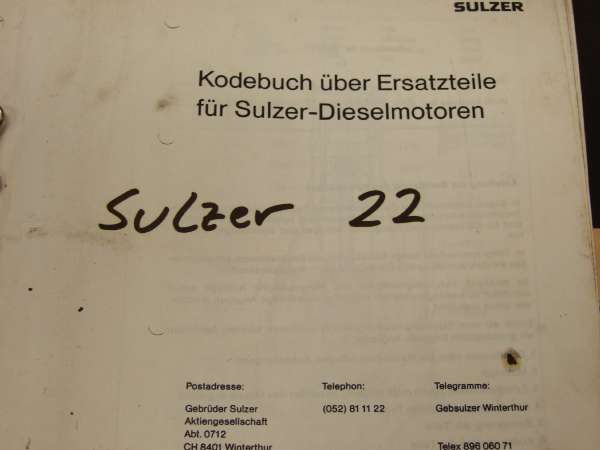 SULZER
Kodebuch über Ersatzteile
für Sulzer-Dieselmotoren
Sulzer 22
Postadresse: Telephon: Telegramme:
Gebrüder Sulzer (052) 81 11 22 Gebsulzer Winterthur
Aktiengesellschaft
Abt. 0712
CH 8401 Winterthur Telex 896 060 71